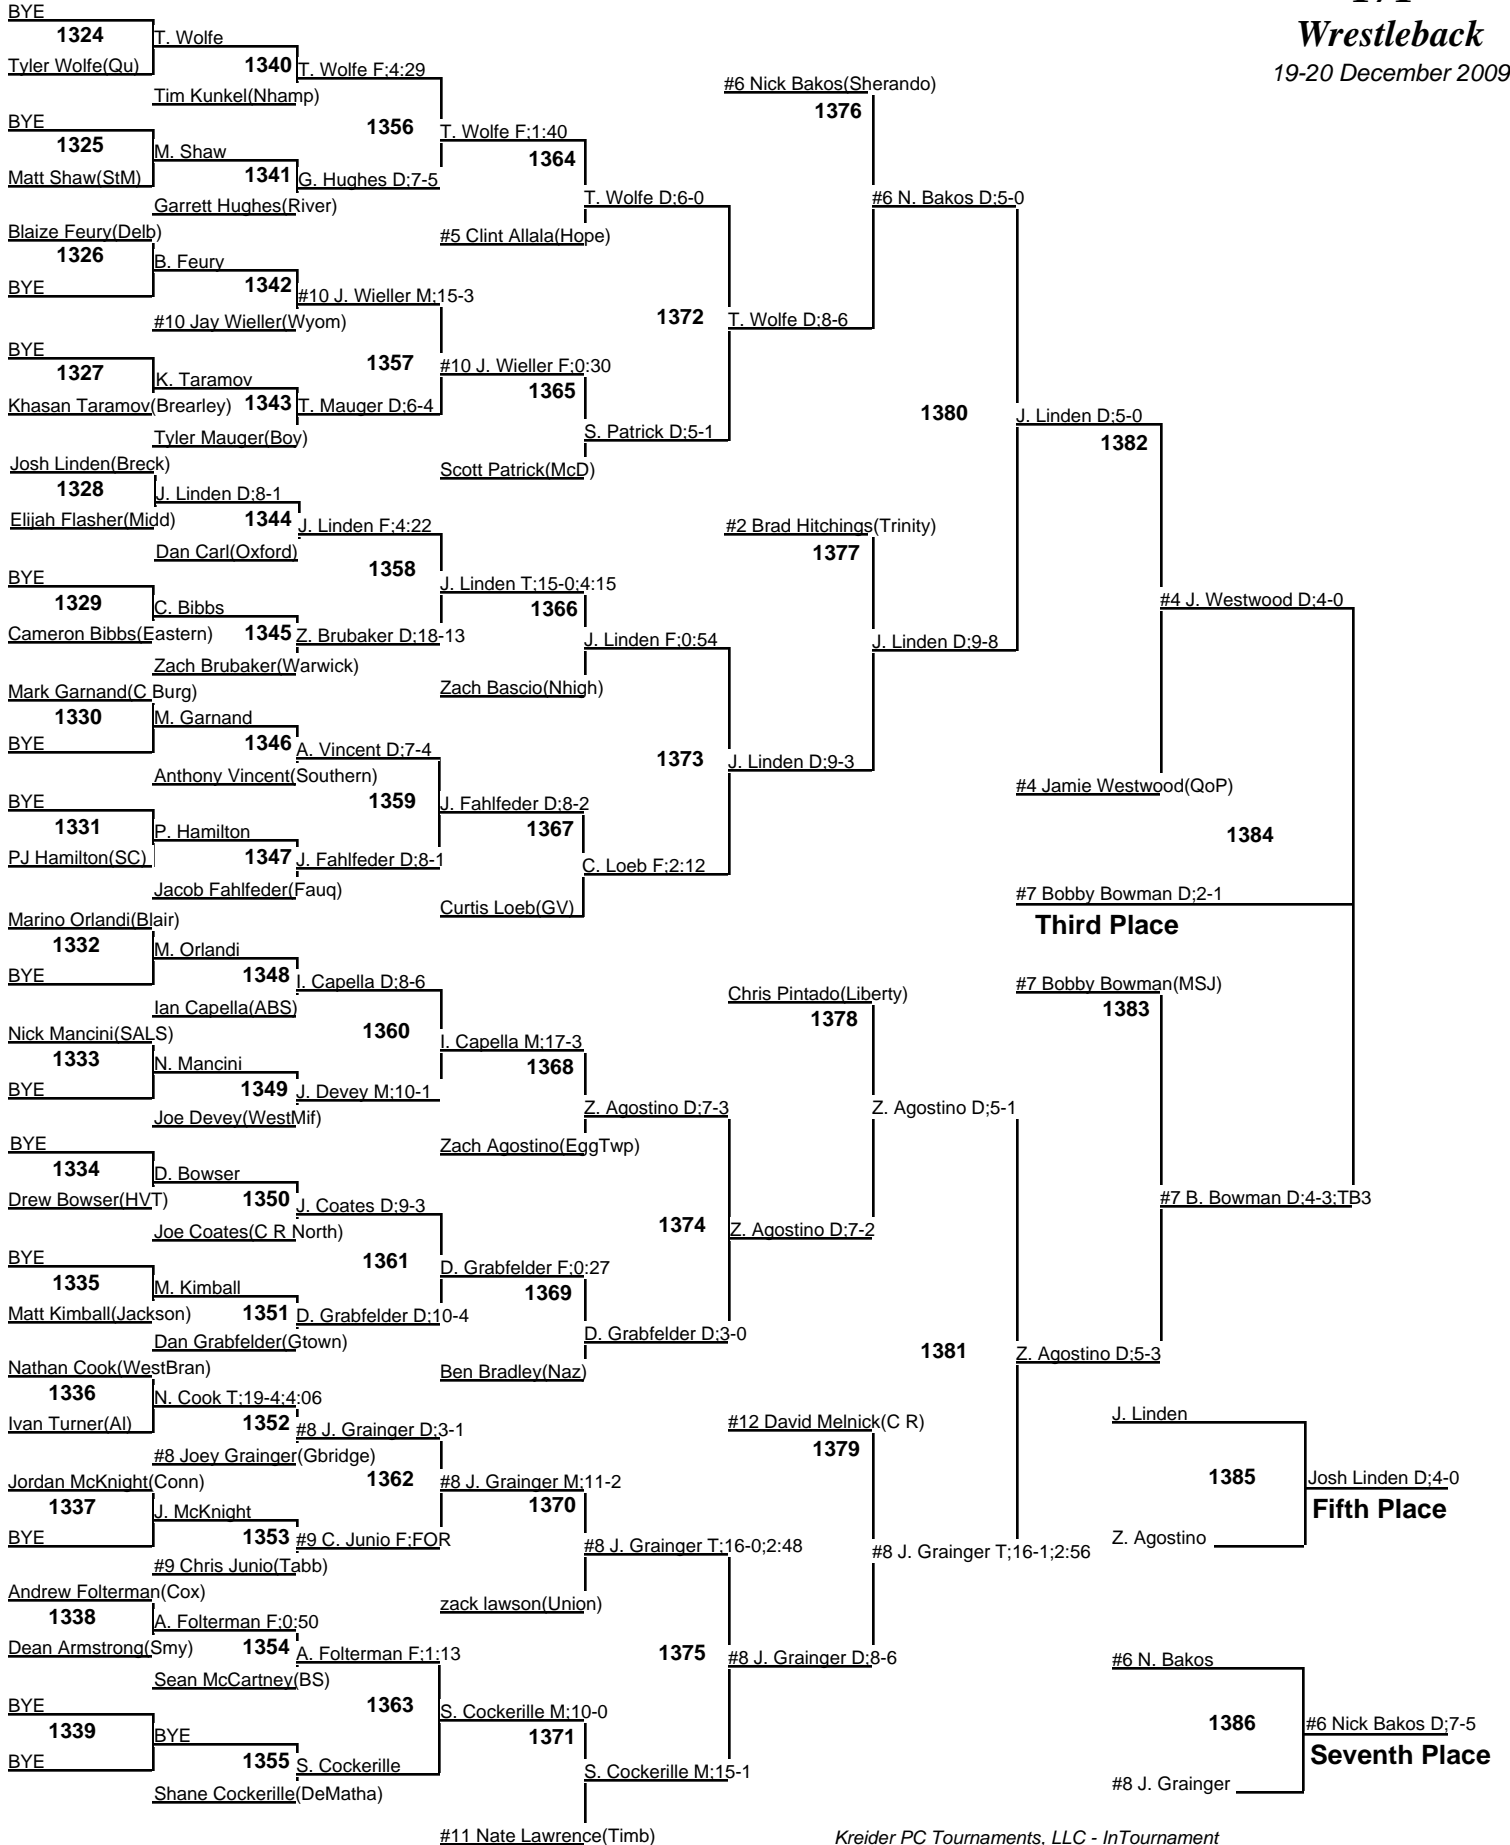 Wrestleback
19-20 December 2009
BYE
1324
Tyler Wolfe(Qu)
T. Wolfe
1340
Tim Kunkel(Nhamp)
T. Wolfe F;4:29
BYE
1325
Matt Shaw(StM)
M. Shaw
1341
Garrett Hughes(River)
G. Hughes D;7-5
1356
T. Wolfe F;1:40
1364
#5 Clint Allala(Hope)
T. Wolfe D;6-0
Blaize Feury(Delb)
1326
BYE
B. Feury
1342
#10 Jay Wieller(Wyom)
#10 J. Wieller M;15-3
BYE
1327
Khasan Taramov(Brearley)
K. Taramov
1343
Tyler Mauger(Boy)
T. Mauger D;6-4
1357
#10 J. Wieller F;0:30
1365
Scott Patrick(McD)
S. Patrick D;5-1
1372
T. Wolfe D;8-6
#6 Nick Bakos(Sherando)
1376
#6 N. Bakos D;5-0
Josh Linden(Breck)
1328
Elijah Flasher(Midd)
J. Linden D;8-1
1344
Dan Carl(Oxford)
J. Linden F;4:22
BYE
1329
Cameron Bibbs(Eastern)
C. Bibbs
1345
Zach Brubaker(Warwick)
Z. Brubaker D;18-13
1358
J. Linden T;15-0;4:15
1366
Zach Bascio(Nhigh)
J. Linden F;0:54
Mark Garnand(C Burg)
1330
BYE
M. Garnand
1346
Anthony Vincent(Southern)
A. Vincent D;7-4
BYE
1331
PJ Hamilton(SC)
P. Hamilton
1347
Jacob Fahlfeder(Fauq)
J. Fahlfeder D;8-1
1359
J. Fahlfeder D;8-2
1367
Curtis Loeb(GV)
C. Loeb F;2:12
1373
J. Linden D;9-3
#2 Brad Hitchings(Trinity)
1377
J. Linden D;9-8
1380
J. Linden D;5-0
1382
#4 Jamie Westwood(QoP)
#4 J. Westwood D;4-0
1384
#7 Bobby Bowman D;2-1
Third Place
Marino Orlandi(Blair)
1332
BYE
M. Orlandi
1348
Ian Capella(ABS)
I. Capella D;8-6
Nick Mancini(SALS)
1333
BYE
N. Mancini
1349
Joe Devey(WestMif)
J. Devey M;10-1
1360
I. Capella M;17-3
1368
Zach Agostino(EggTwp)
Z. Agostino D;7-3
BYE
1334
Drew Bowser(HVT)
D. Bowser
1350
Joe Coates(C R North)
J. Coates D;9-3
BYE
1335
Matt Kimball(Jackson)
M. Kimball
1351
Dan Grabfelder(Gtown)
D. Grabfelder D;10-4
1361
D. Grabfelder F;0:27
1369
Ben Bradley(Naz)
D. Grabfelder D;3-0
1374
Z. Agostino D;7-2
Chris Pintado(Liberty)
1378
Z. Agostino D;5-1
Nathan Cook(WestBran)
1336
Ivan Turner(Al)
N. Cook T;19-4;4:06
1352
#8 Joey Grainger(Gbridge)
#8 J. Grainger D;3-1
Jordan McKnight(Conn)
1337
BYE
J. McKnight
1353
#9 Chris Junio(Tabb)
#9 C. Junio F;FOR
1362
#8 J. Grainger M;11-2
1370
zack lawson(Union)
#8 J. Grainger T;16-0;2:48
Andrew Folterman(Cox)
1338
Dean Armstrong(Smy)
A. Folterman F;0:50
1354
Sean McCartney(BS)
A. Folterman F;1:13
BYE
1339
BYE
BYE
1355
Shane Cockerille(DeMatha)
S. Cockerille
1363
S. Cockerille M;10-0
1371
#11 Nate Lawrence(Timb)
S. Cockerille M;15-1
1375
#8 J. Grainger D;8-6
#12 David Melnick(C R)
1379
#8 J. Grainger T;16-1;2:56
1381
Z. Agostino D;5-3
#7 Bobby Bowman(MSJ)
1383
#7 B. Bowman D;4-3;TB3
J. Linden
1385
Z. Agostino
Josh Linden D;4-0
Fifth Place
#6 N. Bakos
1386
#8 J. Grainger
#6 Nick Bakos D;7-5
Seventh Place
Kreider PC Tournaments, LLC - InTournament